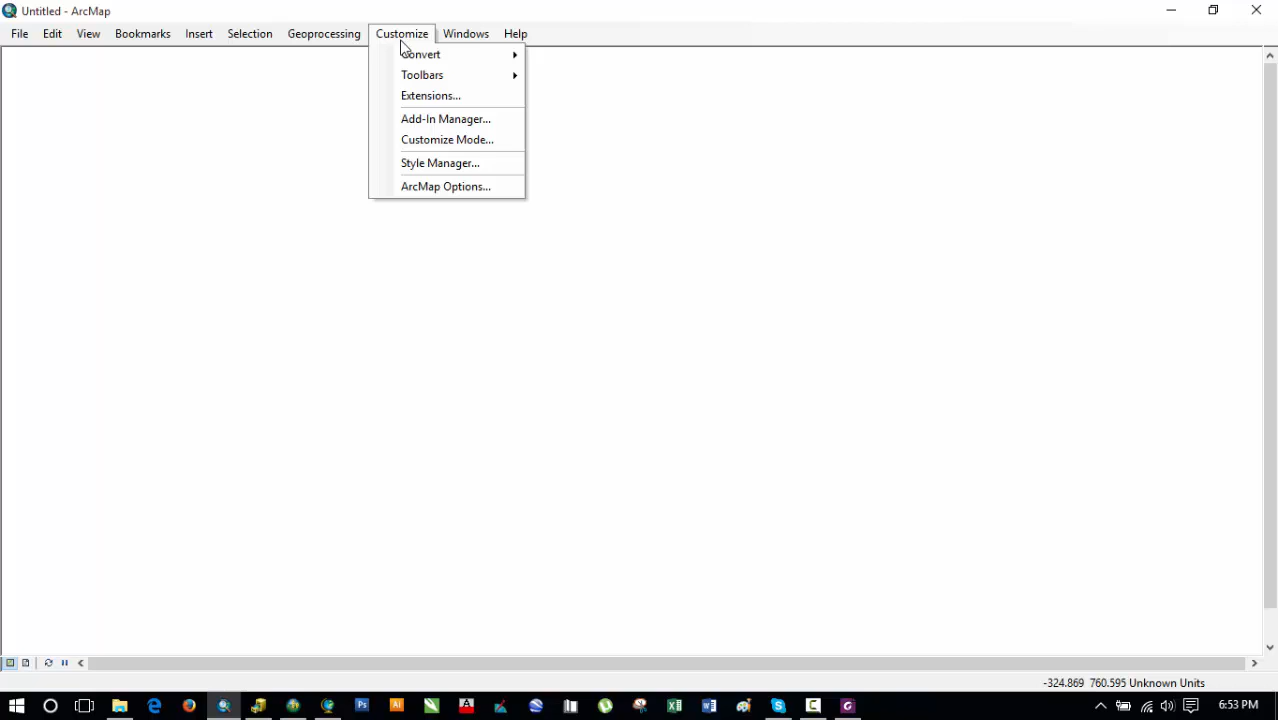 Untitled - ArcMap
File Edit View Bookmarks Insert Selection Geoprocessing Customize Windows Help
Convert
Toolbars
Extensions...
Add-In Manager...
Customize Mode...
Style Manager...
ArcMap Options...
-324.869 760.595 Unknown Units
6:53 PM